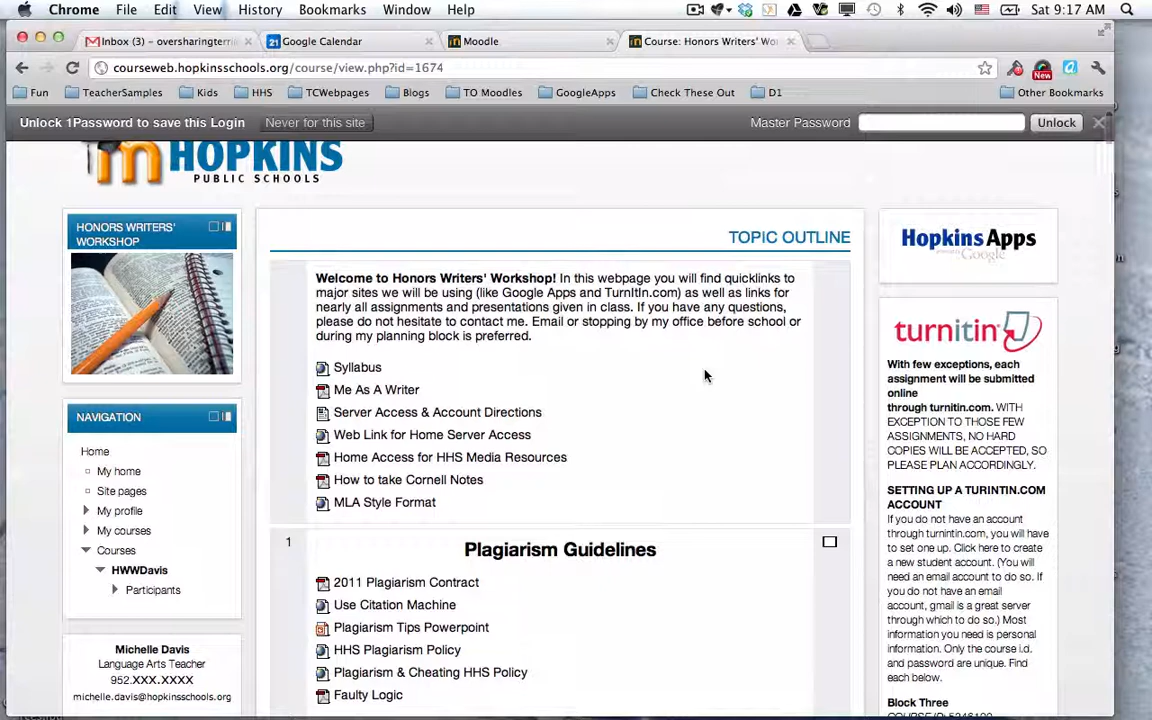 Chrome File Edit View History Bookmarks Window Help Sat 9:17 AM
Inbox (3) – oversharingterri
21 Google Calendar
Moodle
Course: Honors Writers' Wo
courseweb.hopkinsschools.org/course/view.php?id=1674
New
Fun TeacherSamples Kids HHS TCWebpages Blogs TO Moodles GoogleApps Check These Out D1 Other Bookmarks
Unlock 1Password to save this Login Never for this site Master Password Unlock
HOPKINS
PUBLIC SCHOOLS
HONORS WRITERS'
WORKSHOP
NAVIGATION
Home
My home
Site pages
My profile
My courses
Courses
HWWDavis
Participants
Michelle Davis
Language Arts Teacher
952.XXX.XXXX
michelle.davis@hopkinsschools.org
TOPIC OUTLINE
Welcome to Honors Writers' Workshop! In this webpage you will find quicklinks to
major sites we will be using (like Google Apps and TurnItIn.com) as well as links for
nearly all assignments and presentations given in class. If you have any questions,
please do not hesitate to contact me. Email or stopping by my office before school or
during my planning block is preferred.
Syllabus
Me As A Writer
Server Access & Account Directions
Web Link for Home Server Access
Home Access for HHS Media Resources
How to take Cornell Notes
MLA Style Format
1
Plagiarism Guidelines
2011 Plagiarism Contract
Use Citation Machine
Plagiarism Tips Powerpoint
HHS Plagiarism Policy
Plagiarism & Cheating HHS Policy
Faulty Logic
Hopkins Apps
Google
turnitin
With few exceptions, each
assignment will be submitted
online
through turnitin.com. WITH
EXCEPTION TO THOSE FEW
ASSIGNMENTS, NO HARD
COPIES WILL BE ACCEPTED, SO
PLEASE PLAN ACCORDINGLY.
SETTING UP A TURINTIN.COM
ACCOUNT
If you do not have an account
through turnitin.com, you will have
to set one up. Click here to create
a new student account. (You will
need an email account to do so. If
you do not have an email
account, gmail is a great server
through which to do so.) Most
information you need is personal
information. Only the course i.d.
and password are unique. Find
each below.
Block Three